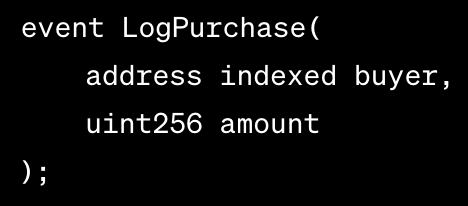 event LogPurchase(
    address indexed buyer,
    uint256 amount
);